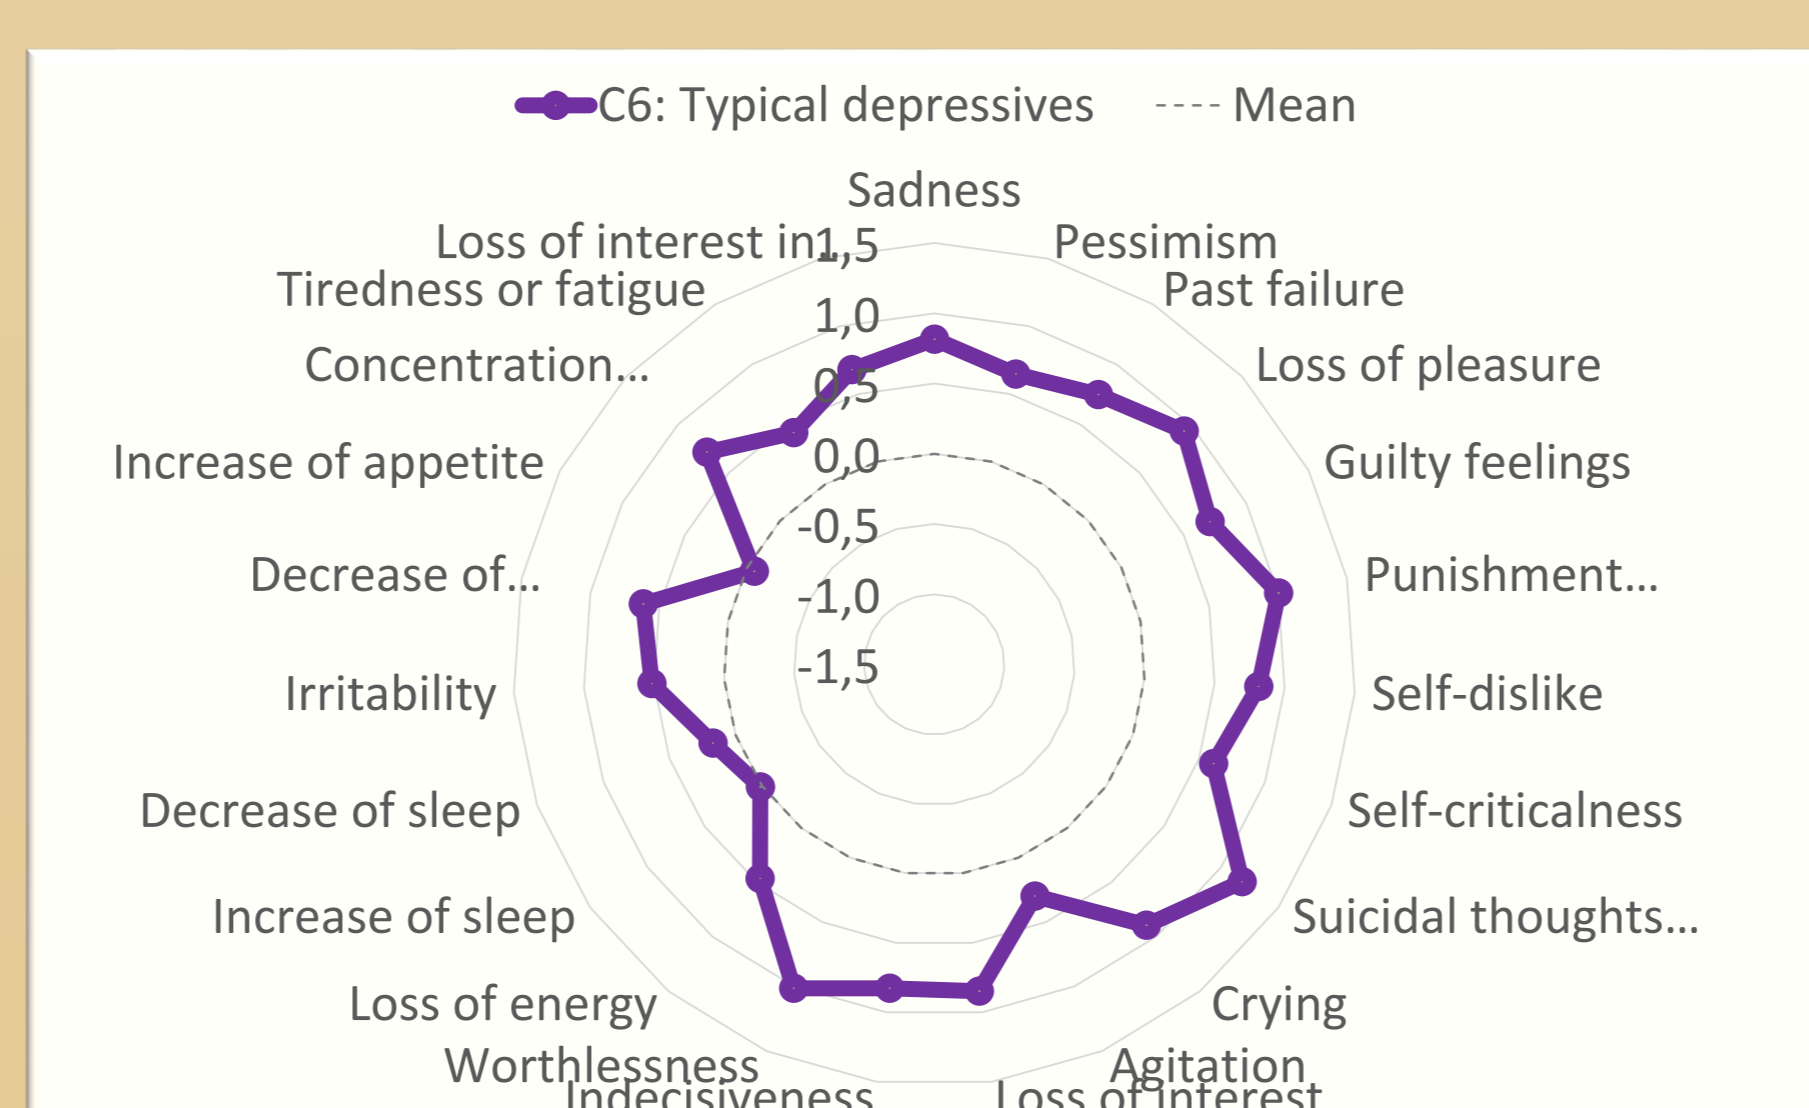 C6: Typical depressives
Mean
Sadness
Loss of interest in…
1,5
Pessimism
Tiredness or fatigue
Past failure
1,0
Concentration…
0,5
Loss of pleasure
Increase of appetite
0,0
Guilty feelings
-0,5
Decrease of…
-1,0
Punishment…
-1,5
Irritability
Self-dislike
Decrease of sleep
Self-criticalness
Increase of sleep
Suicidal thoughts…
Loss of energy
Crying
Worthlessness
Agitation
Indecisiveness
Loss of interest